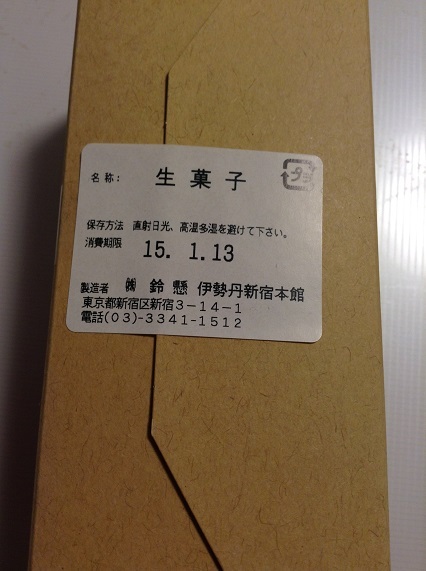 名称： 生菓子
プラ
保存方法 直射日光、高温多湿を避けて下さい。
消費期限 15. 1.13
製造者 ㈱ 鈴懸 伊勢丹新宿本館
東京都新宿区新宿３－１４－１
電話(０３)－３３４１－１５１２